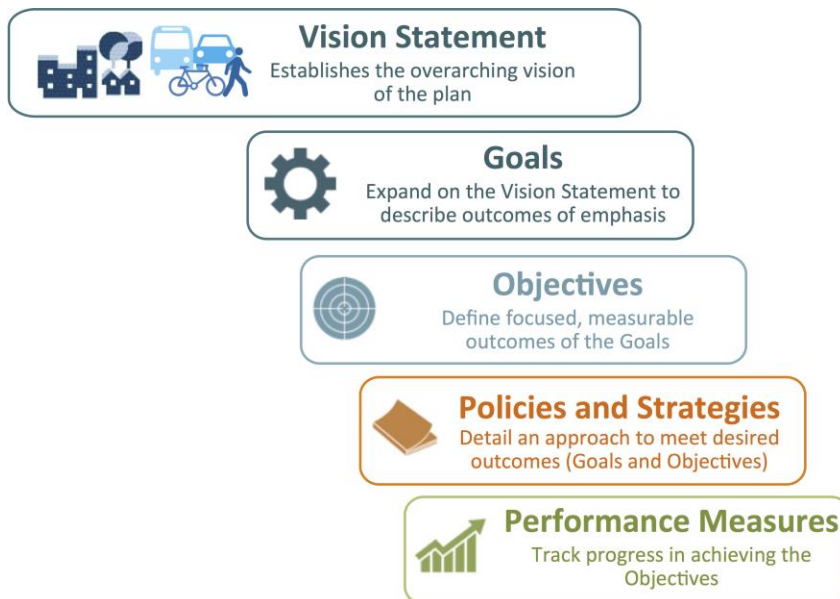 Vision Statement
Establishes the overarching vision
of the plan
Goals
Expand on the Vision Statement to
describe outcomes of emphasis
Objectives
Define focused, measurable
outcomes of the Goals
Policies and Strategies
Detail an approach to meet desired
outcomes (Goals and Objectives)
Performance Measures
Track progress in achieving the
Objectives